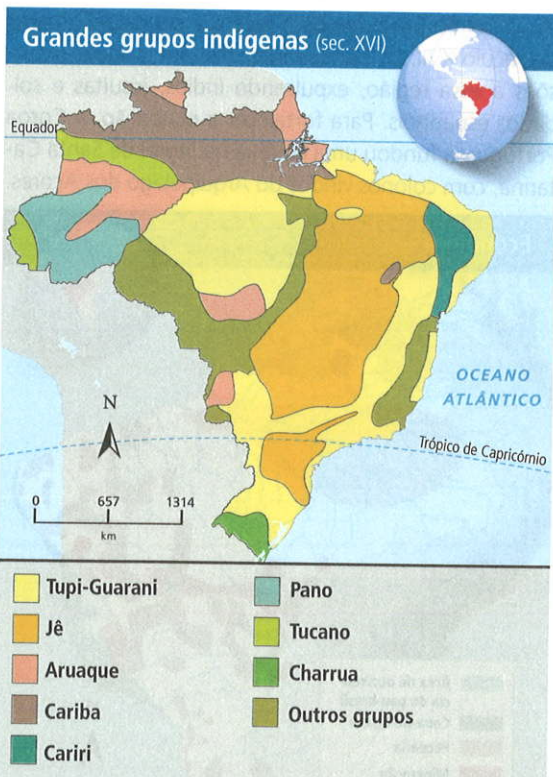 Grandes grupos indígenas (sec. XVI)
Equador
OCEANO
ATLÂNTICO
N
Trópico de Capricórnio
0 657 1314
km
Tupi-Guarani
Jê
Aruaque
Cariba
Cariri
Pano
Tucano
Charrua
Outros grupos